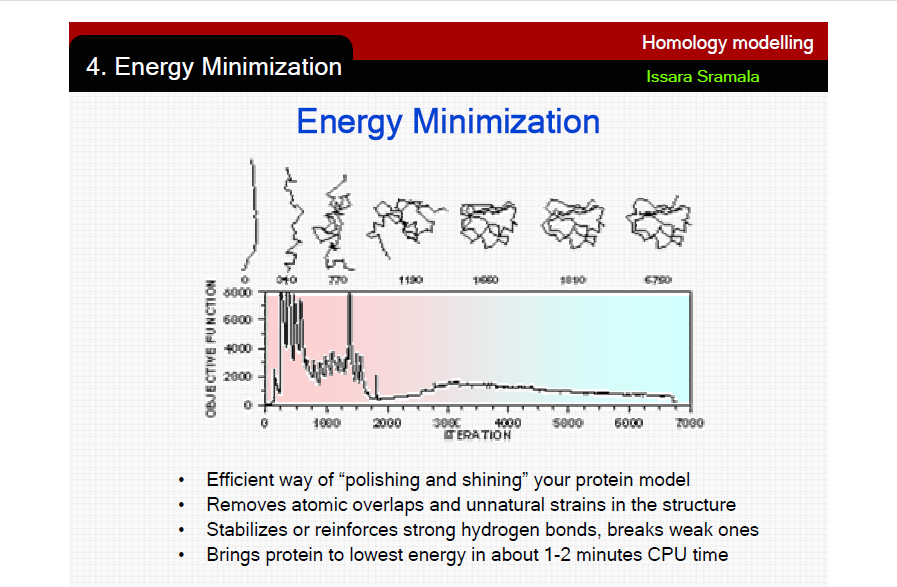 Homology modelling
4. Energy Minimization
Issara Sramala
Energy Minimization
0 340 770 1190 1660 1810 6750
OBJECTIVE FUNCTION
8000
6000
4000
2000
0
0 1000 2000 4000 5000 6000 7000
ITERATION
• Efficient way of “polishing and shining” your protein model
• Removes atomic overlaps and unnatural strains in the structure
• Stabilizes or reinforces strong hydrogen bonds, breaks weak ones
• Brings protein to lowest energy in about 1-2 minutes CPU time